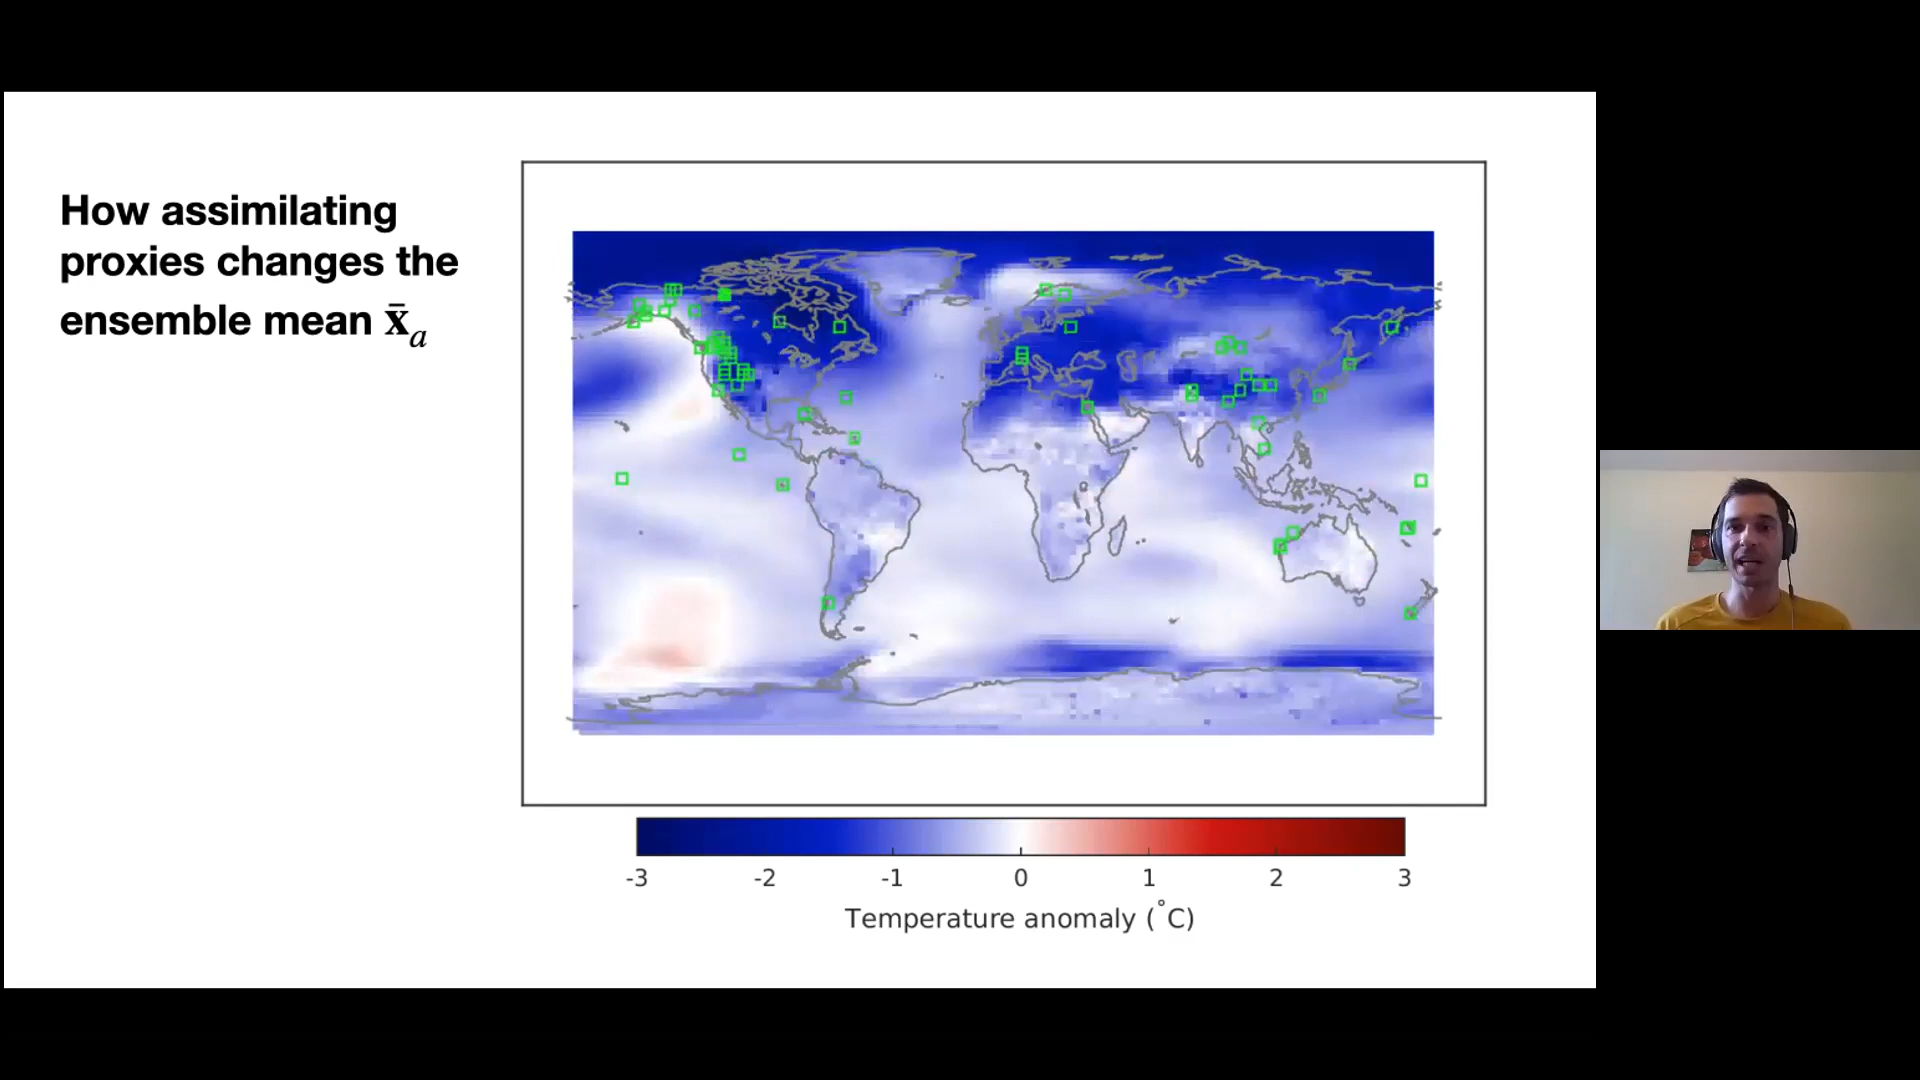 How assimilating
proxies changes the
ensemble mean x̄ₐ
-3 -2 -1 0 1 2 3
Temperature anomaly (°C)